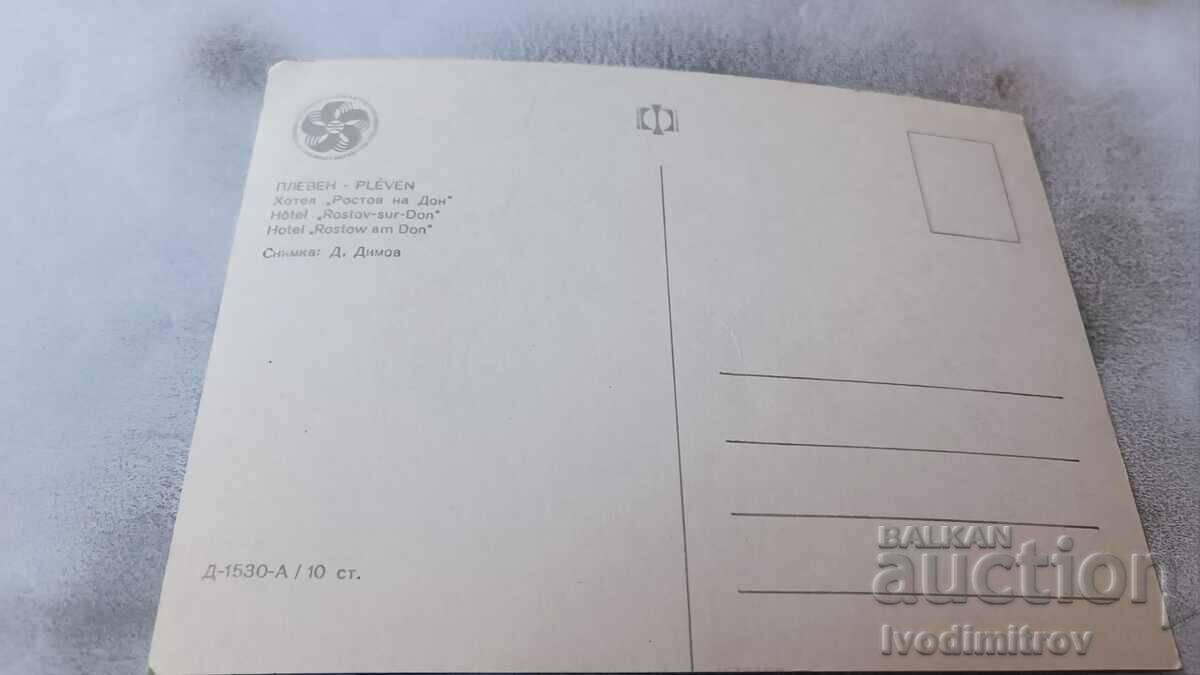 ПЛЕВЕН - PLÉVEN
Хотел „Ростов на Дон"
Hôtel „Rostov-sur-Don"
Hotel „Rostow am Don"
Снимка: Д. Димов
Д-1530-А / 10 ст.
BALKAN
auction
Ivodimitrov